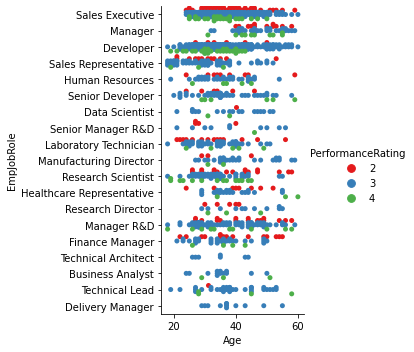 EmpJobRole
Sales Executive
Manager
Developer
Sales Representative
Human Resources
Senior Developer
Data Scientist
Senior Manager R&D
Laboratory Technician
Manufacturing Director
Research Scientist
Healthcare Representative
Research Director
Manager R&D
Finance Manager
Technical Architect
Business Analyst
Technical Lead
Delivery Manager
20 40 60
Age
PerformanceRating
2
3
4